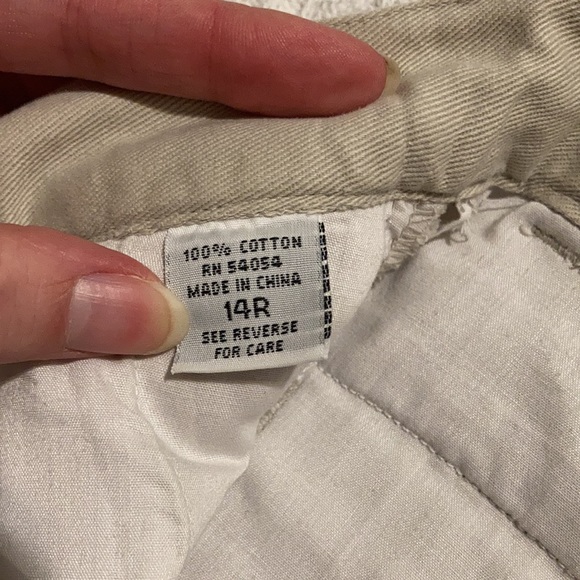 100% COTTON
RN 54054
MADE IN CHINA
14R
SEE REVERSE
FOR CARE